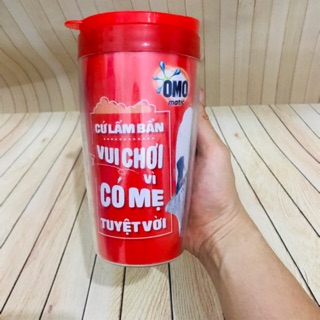 OMO
matic
CỨ LẤM BẨN
VUI CHƠI
VÌ
CÓ MẸ
TUYỆT VỜI